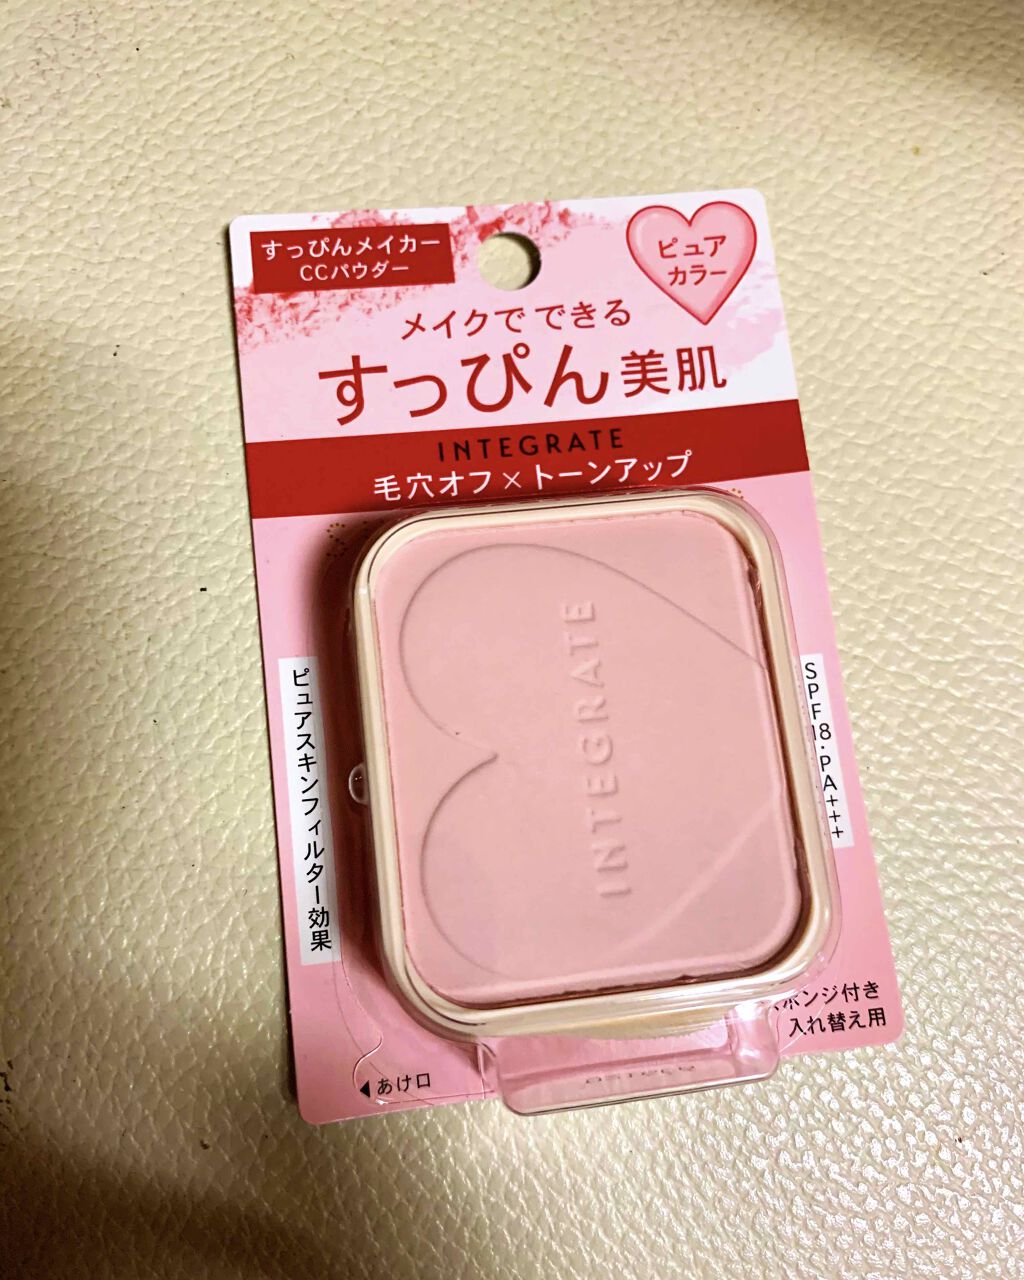 すっぴんメイカー
CCパウダー
ピュア
カラー
メイクで できる
すっぴん美肌
INTEGRATE
毛穴オフ×トーンアップ
INTEGRATE
ピュアスキンフィルター効果
SPF18・PA+++
スポンジ付き
入れ替え用
あけ口